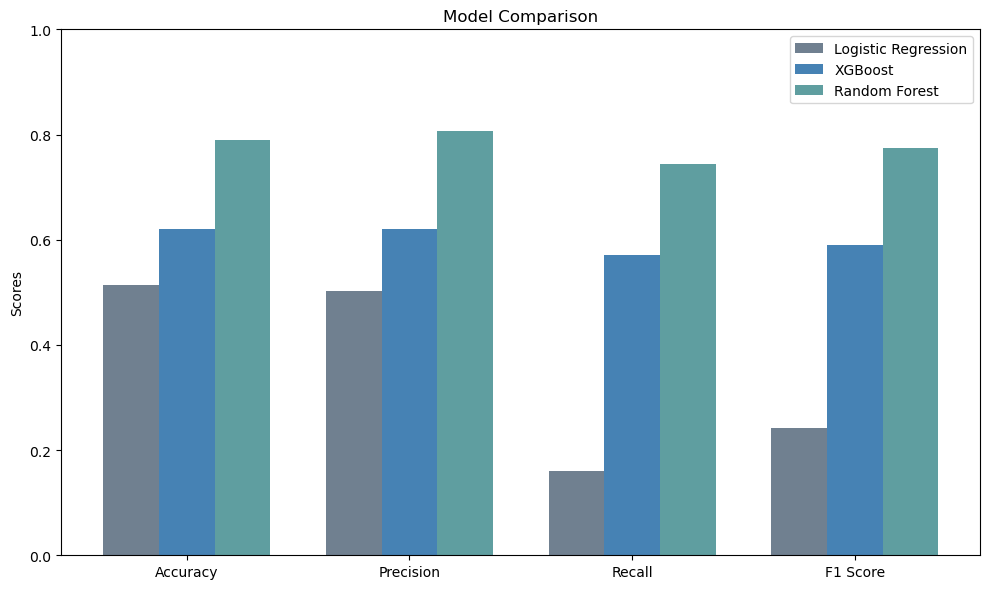 Model Comparison
Logistic Regression
XGBoost
Random Forest
Scores
1.0
0.8
0.6
0.4
0.2
0.0
Accuracy Precision Recall F1 Score